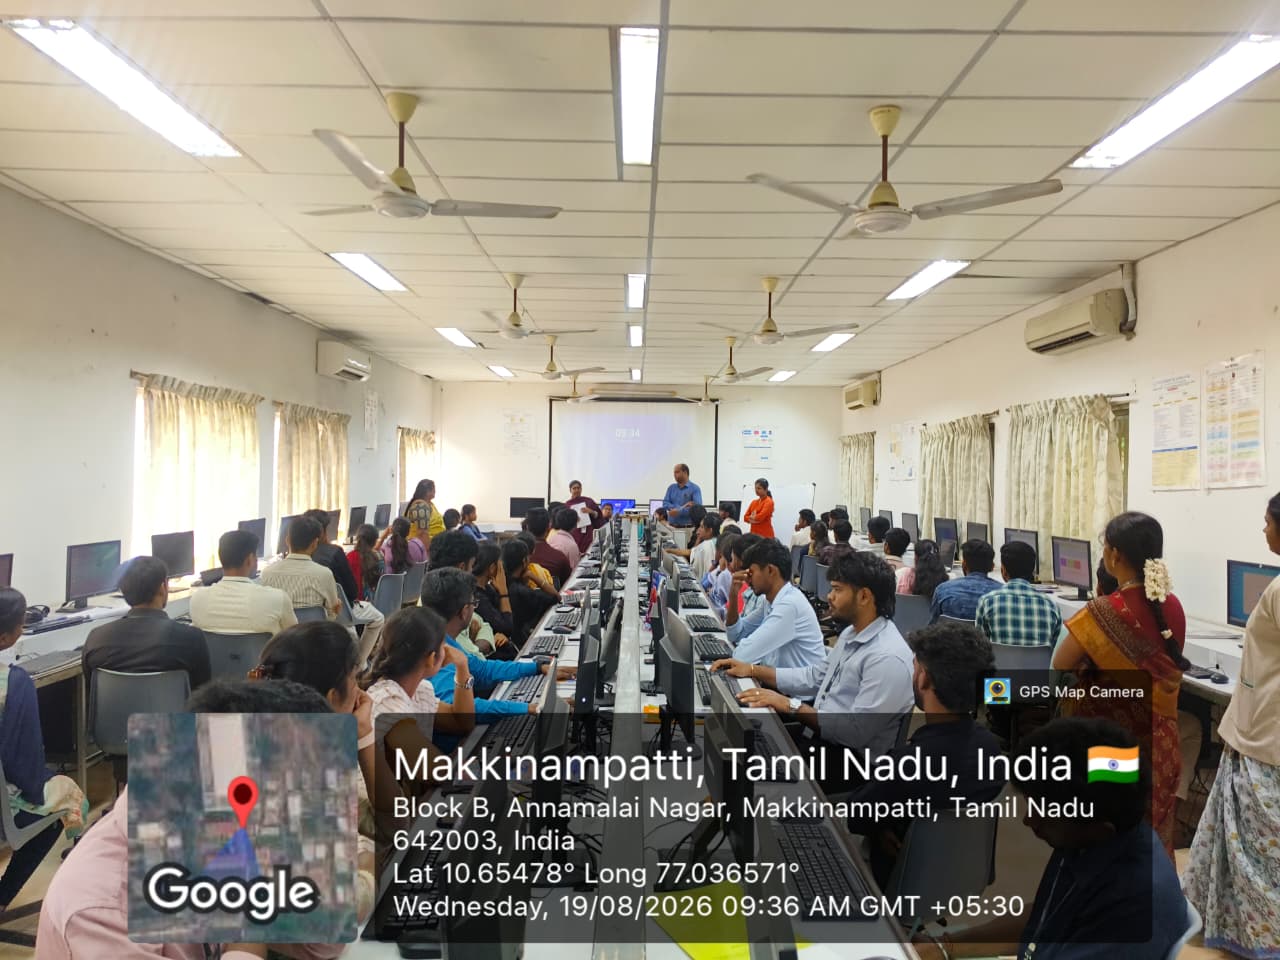 09:34
GPS Map Camera
Makkinampatti, Tamil Nadu, India
Block B, Annamalai Nagar, Makkinampatti, Tamil Nadu
642003, India
Lat 10.65478° Long 77.036571°
Wednesday, 19/08/2026 09:36 AM GMT +05:30
Google